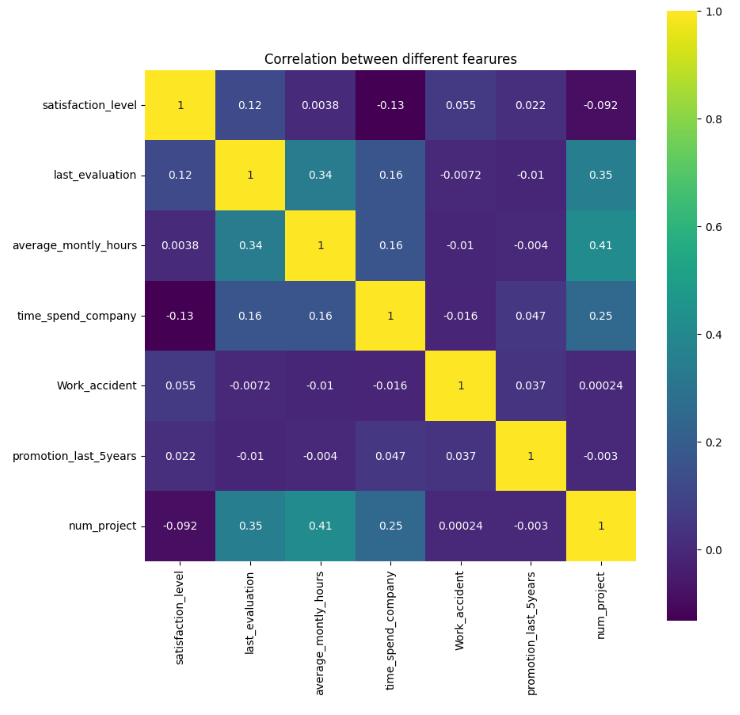 Correlation between different fearures
satisfaction_level 1 0.12 0.0038 -0.13 0.055 0.022 -0.092
last_evaluation 0.12 1 0.34 0.16 -0.0072 -0.01 0.35
average_montly_hours 0.0038 0.34 1 0.16 -0.01 -0.004 0.41
time_spend_company -0.13 0.16 0.16 1 -0.016 0.047 0.25
Work_accident 0.055 -0.0072 -0.01 -0.016 1 0.037 0.00024
promotion_last_5years 0.022 -0.01 -0.004 0.047 0.037 1 -0.003
num_project -0.092 0.35 0.41 0.25 0.00024 -0.003 1
satisfaction_level
last_evaluation
average_montly_hours
time_spend_company
Work_accident
promotion_last_5years
num_project
1.0
0.8
0.6
0.4
0.2
0.0